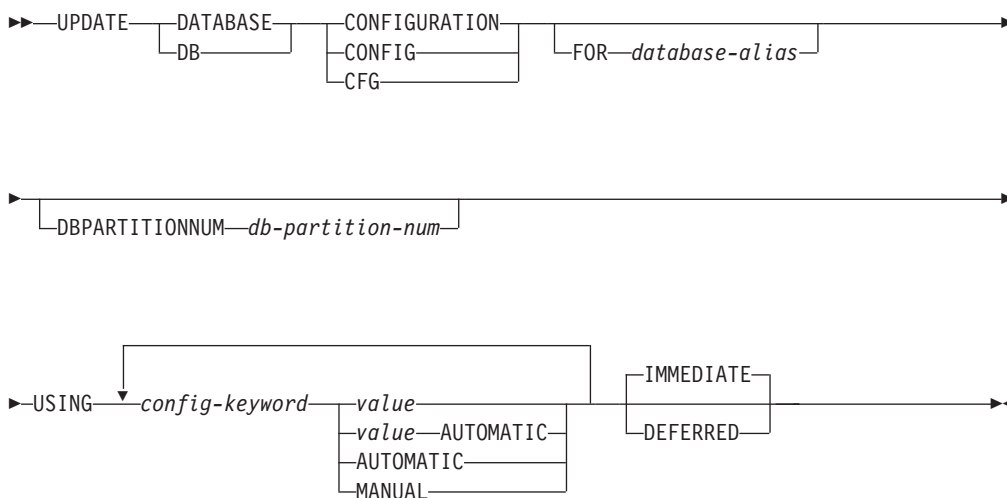 UPDATE DATABASE CONFIGURATION
DB CONFIG FOR database-alias
CFG
DBPARTITIONNUM db-partition-num
IMMEDIATE
USING config-keyword value
value AUTOMATIC DEFERRED
AUTOMATIC
MANUAL